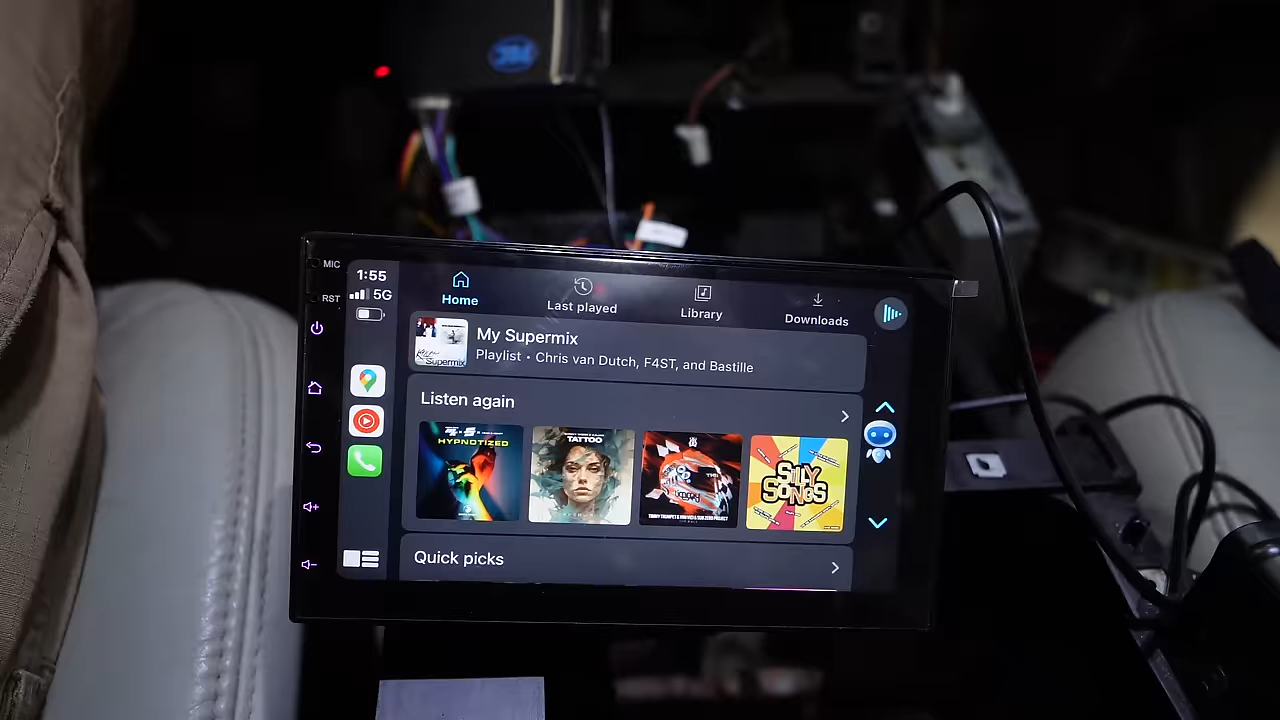 MIC
RST
1:55
5G
Home
Last played
Library
Downloads
My Supermix
Playlist • Chris van Dutch, F4ST, and Bastille
Supermix
Listen again
HYPNOTIZED
TATTOO
SILLY
SONGS
Quick picks